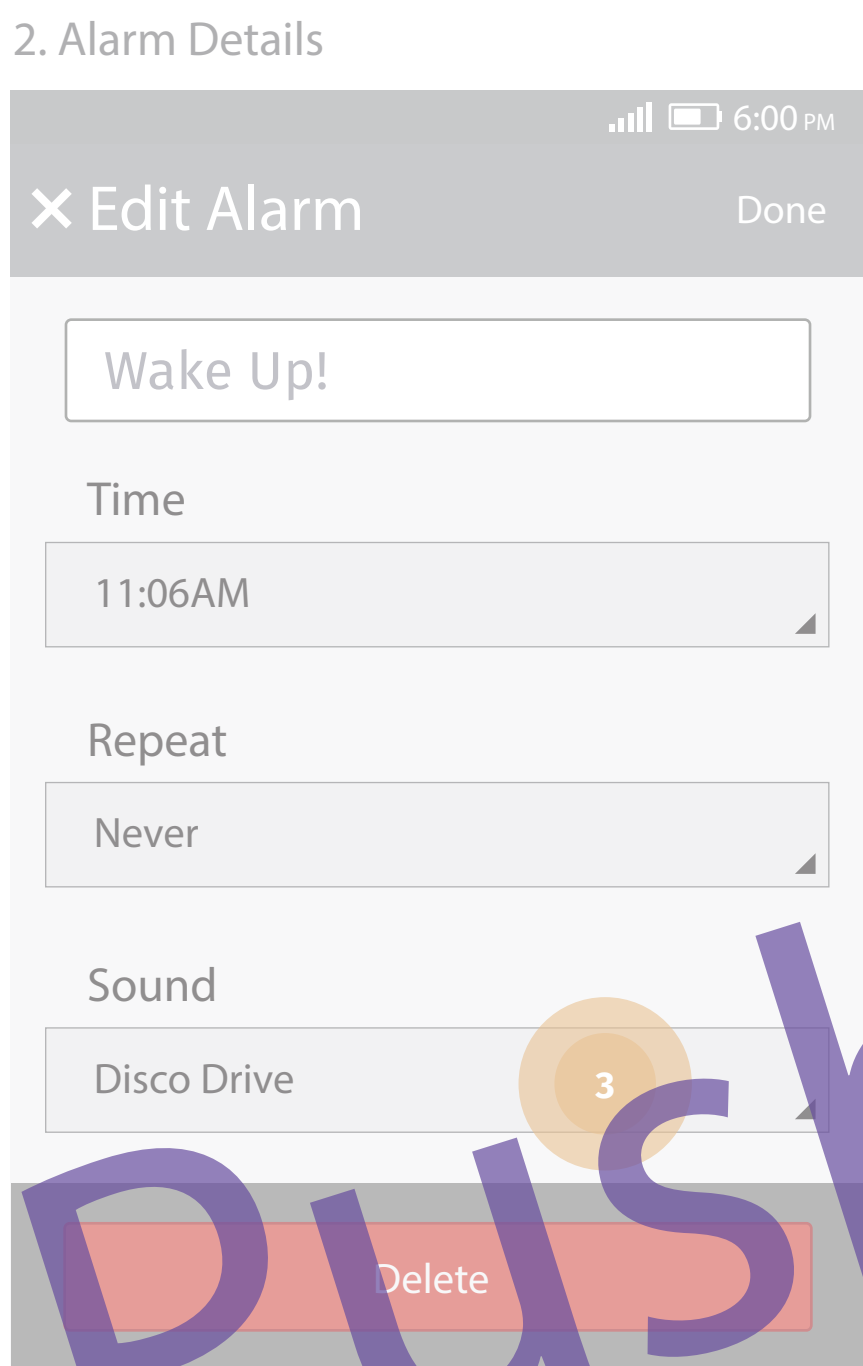 2. Alarm Details
6:00 PM
Edit Alarm
Done
Wake Up!
Time
11:06AM
Repeat
Never
Sound
Disco Drive
3
Delete